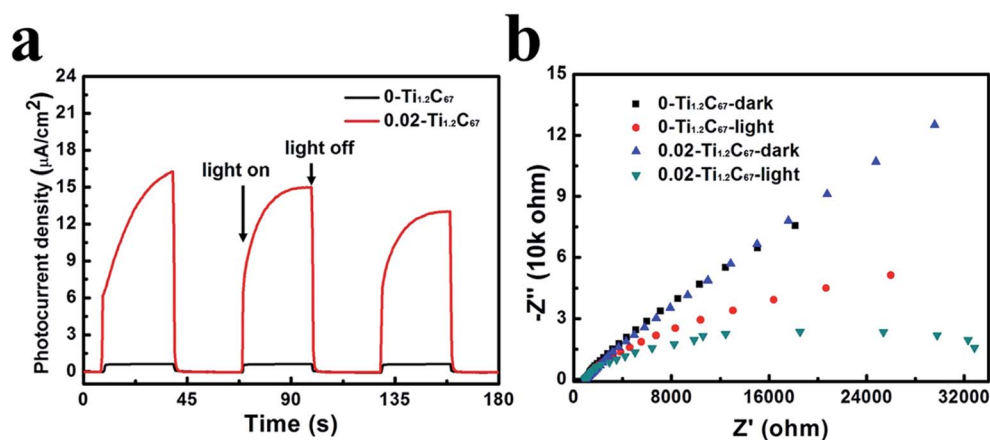 a
24
21
18
15
12
9
6
3
0
Photocurrent density (μA/cm²)
0-Ti₁.₂C₆₇
0.02-Ti₁.₂C₆₇
light on
light off
0 45 90 135 180
Time (s)
b
15
12
9
6
3
0
-Z'' (10k ohm)
0-Ti₁.₂C₆₇-dark
0-Ti₁.₂C₆₇-light
0.02-Ti₁.₂C₆₇-dark
0.02-Ti₁.₂C₆₇-light
0 8000 16000 24000 32000
Z' (ohm)